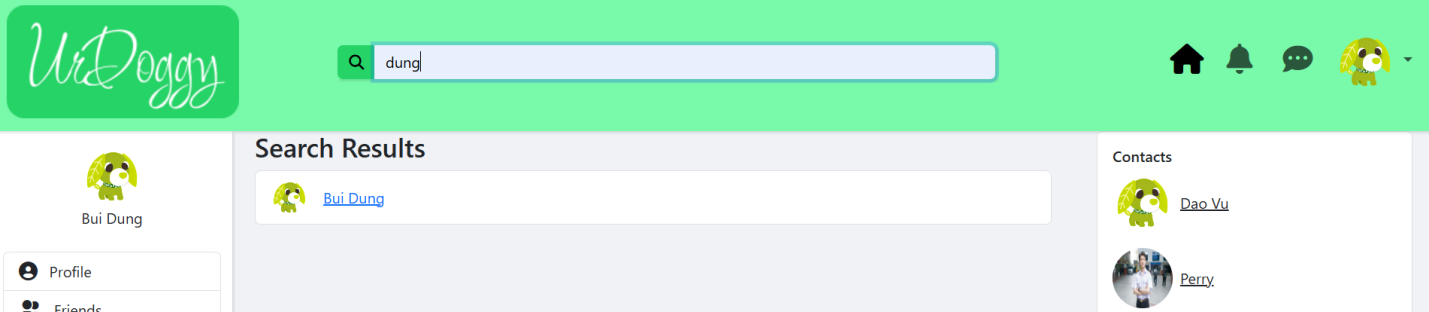 UrDoggy
dung
Search Results
Bui Dung
Bui Dung
Profile
Friends
Contacts
Dao Vu
Perry